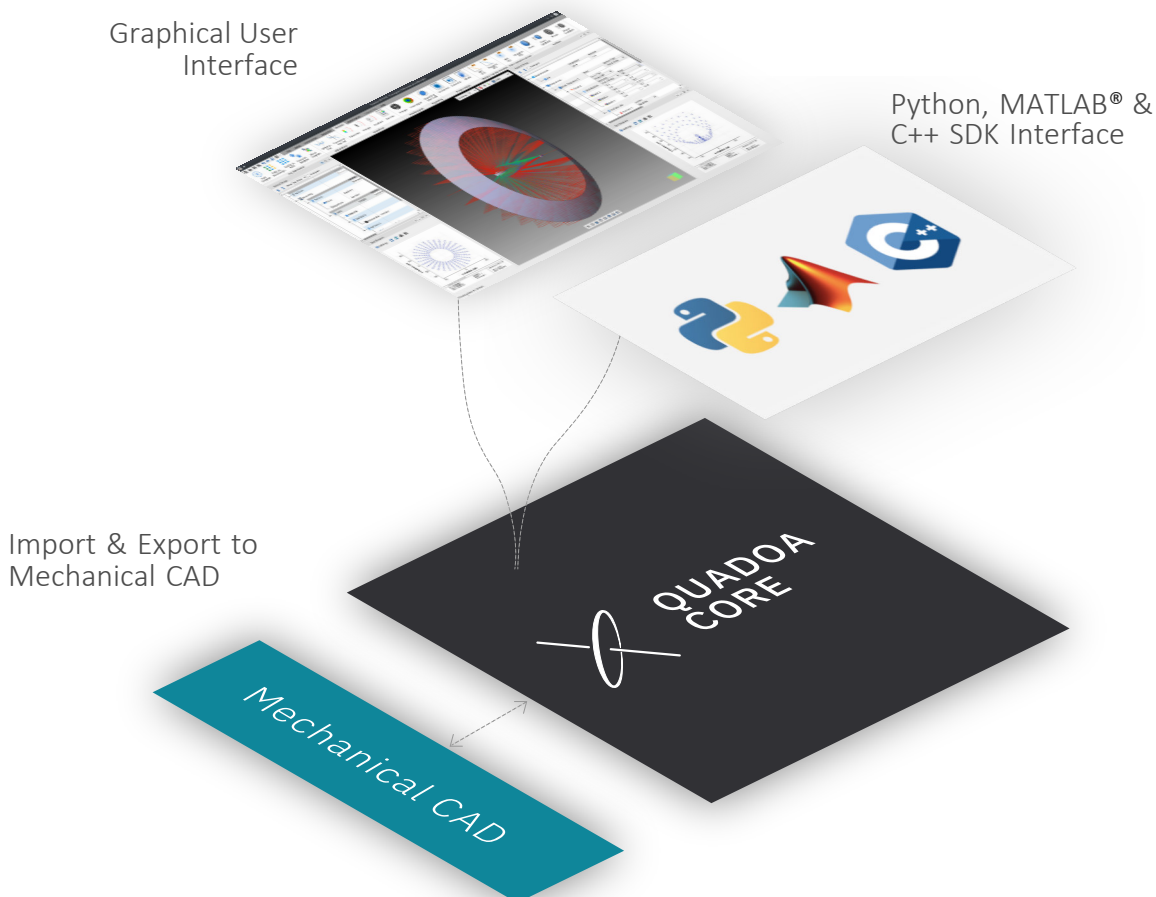 Graphical User
Interface
Python, MATLAB® &
C++ SDK Interface
QUADOA
CORE
Import & Export to
Mechanical CAD
Mechanical CAD